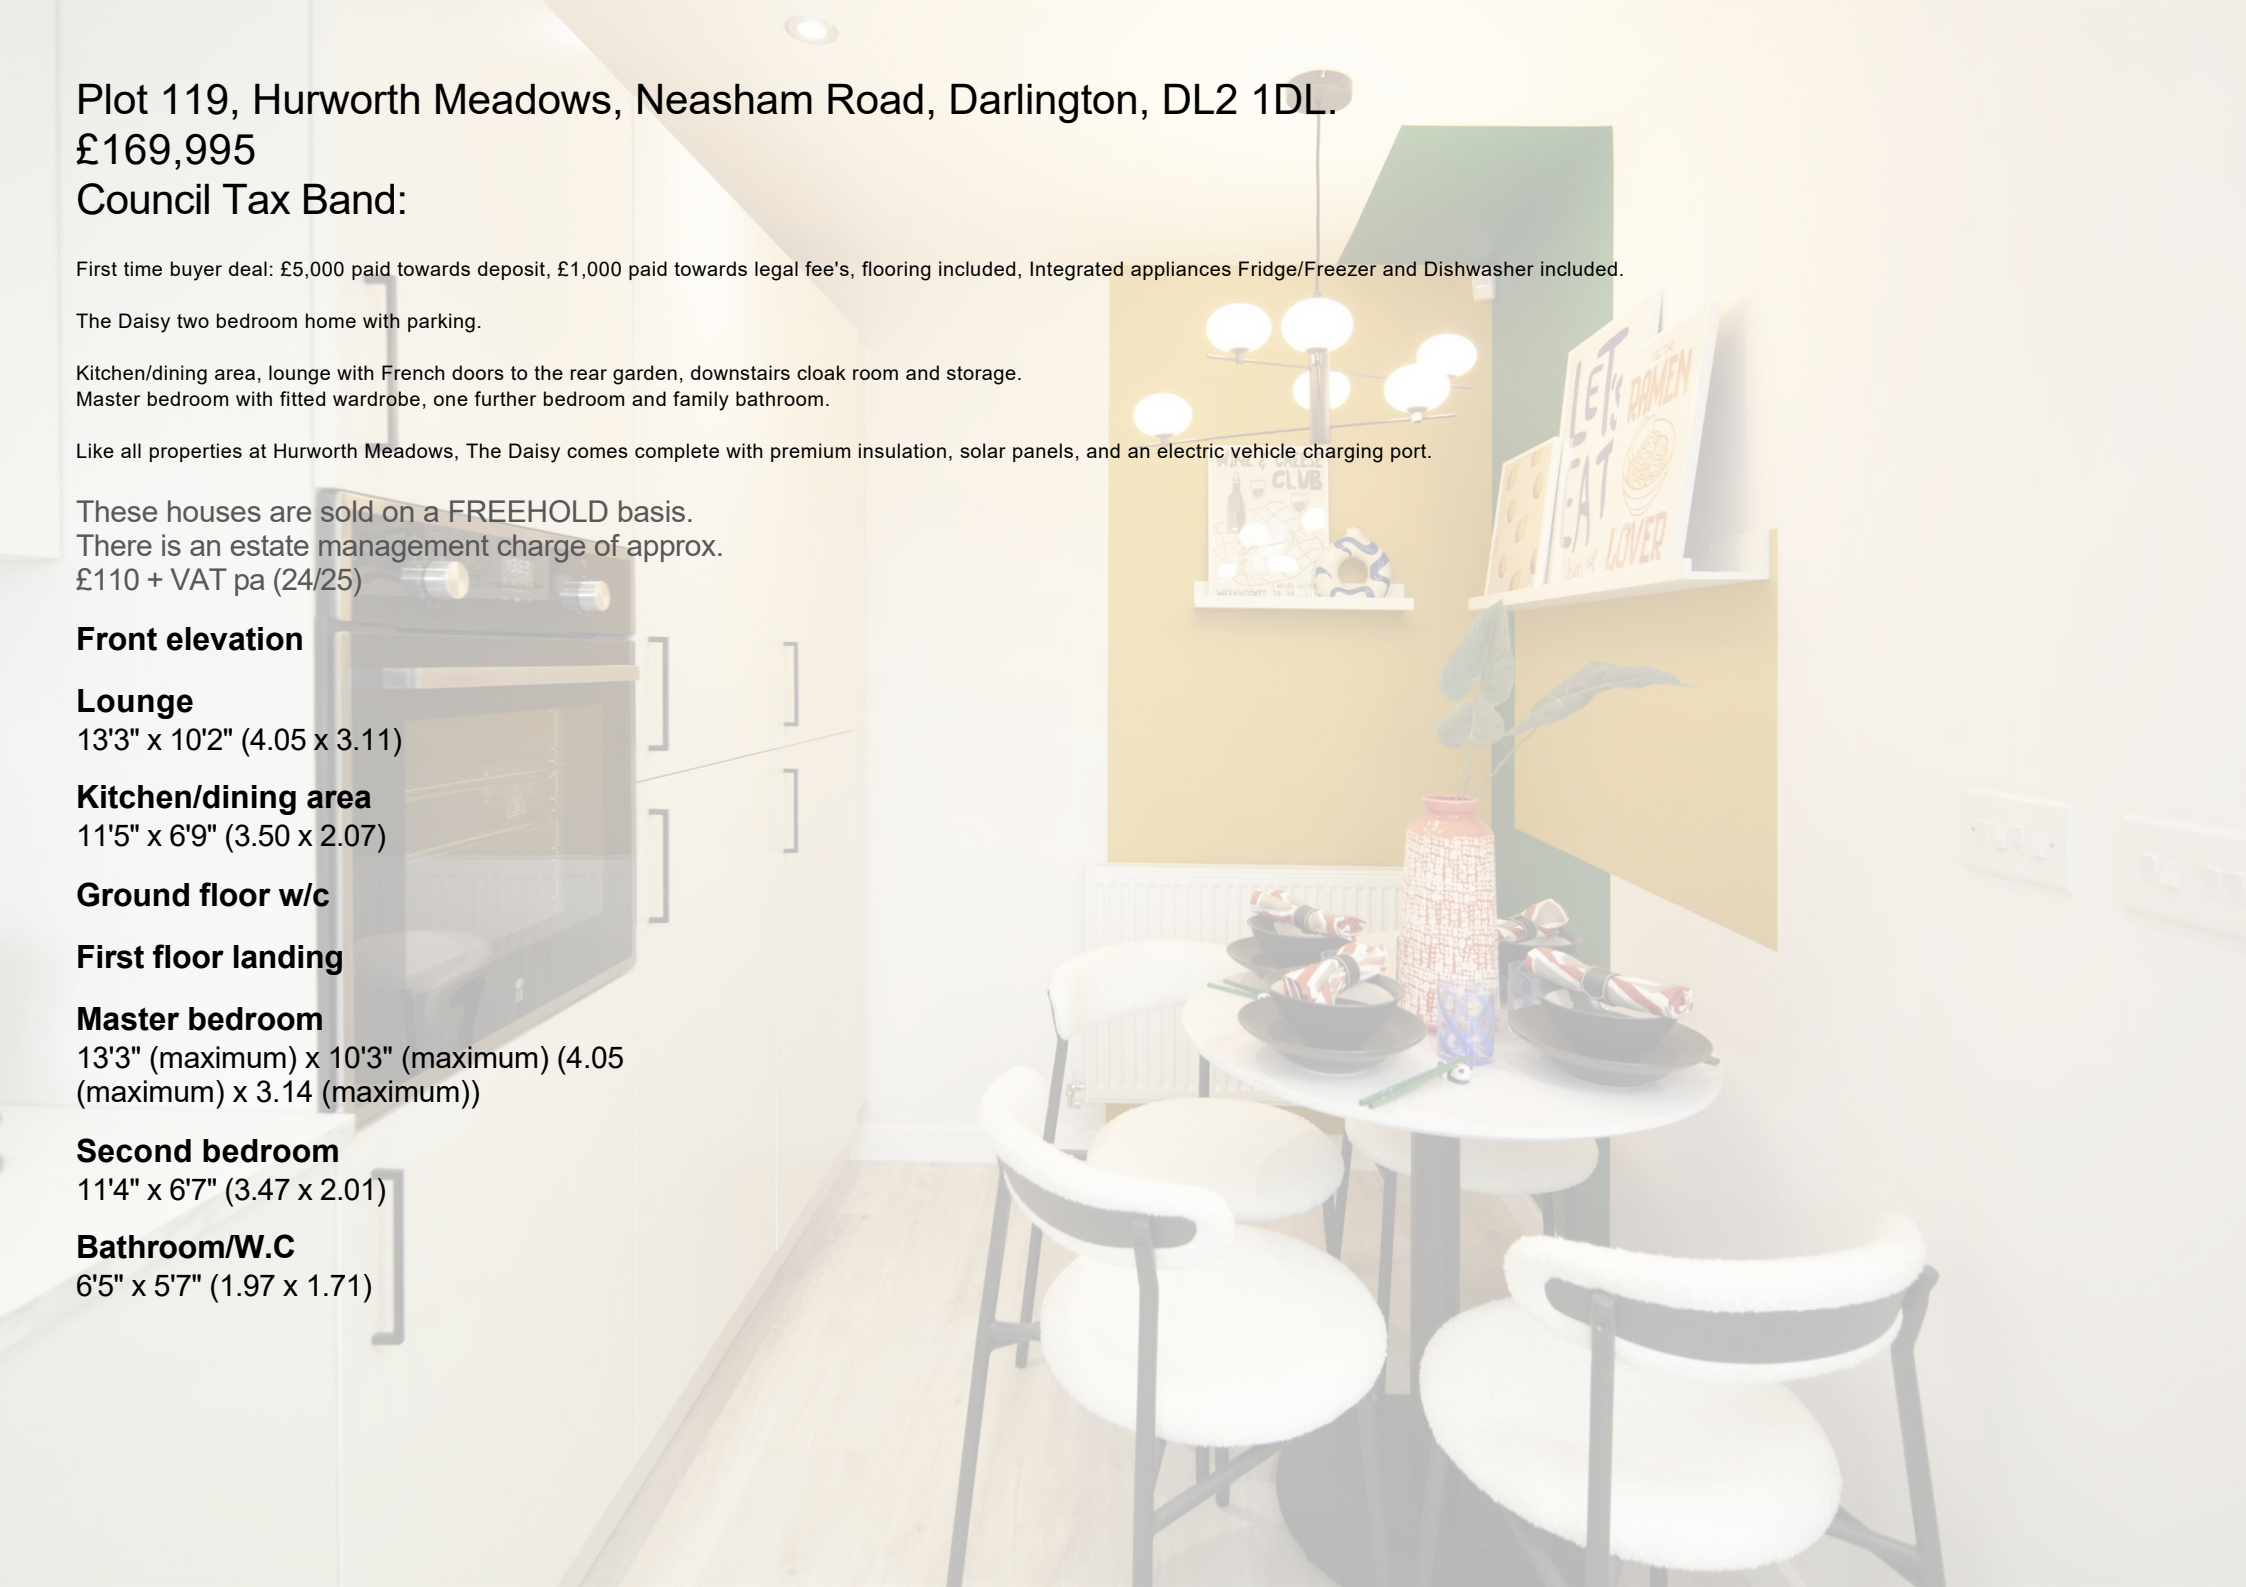 Plot 119, Hurworth Meadows, Neasham Road, Darlington, DL2 1DL.
£169,995
Council Tax Band:
First time buyer deal: £5,000 paid towards deposit, £1,000 paid towards legal fee's, flooring included, Integrated appliances Fridge/Freezer and Dishwasher included.
The Daisy two bedroom home with parking.
Kitchen/dining area, lounge with French doors to the rear garden, downstairs cloak room and storage.
Master bedroom with fitted wardrobe, one further bedroom and family bathroom.
Like all properties at Hurworth Meadows, The Daisy comes complete with premium insulation, solar panels, and an electric vehicle charging port.
These houses are sold on a FREEHOLD basis.
There is an estate management charge of approx.
£110 + VAT pa (24/25)
Front elevation
Lounge
13'3" x 10'2" (4.05 x 3.11)
Kitchen/dining area
11'5" x 6'9" (3.50 x 2.07)
Ground floor w/c
First floor landing
Master bedroom
13'3" (maximum) x 10'3" (maximum) (4.05
(maximum) x 3.14 (maximum))
Second bedroom
11'4" x 6'7" (3.47 x 2.01)
Bathroom/W.C
6'5" x 5'7" (1.97 x 1.71)
WINE & CHEESE
CLUB
LET'S
EAT
RAMEN
LOVER